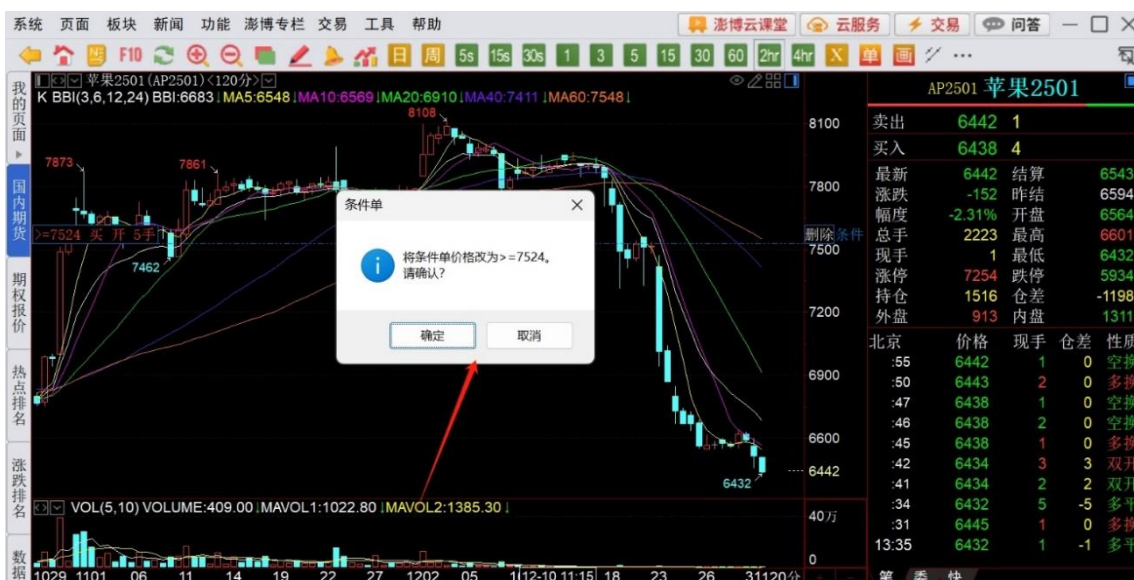 系统 页面 板块 新闻 功能 澎博专栏 交易 工具 帮助 澎博云课堂 云服务 交易 问答
F10 日 周 5s 15s 30s 1 3 5 15 30 60 2hr 4hr X 单 画
我的页面
国内期货
期权报价
热点排名
涨跌排名
数据
苹果2501(AP2501)<120分>
K BBI(3,6,12,24) BBI:6683↓MA5:6548↓MA10:6569↓MA20:6910↓MA40:7411↓MA60:7548↓
8108
7873
7861
>=7524 买 开 5手
7462
删除条件
6432
8100
7800
7500
7200
6900
6600
6442
条件单
将条件单价格改为>=7524,
请确认?
确定 取消
VOL(5,10) VOLUME:409.00↓MAVOL1:1022.80↓MAVOL2:1385.30↓
40万
0
1029 1101 06 11 14 19 22 27 1202 05 12-10 11:15 18 23 26 31 120分
AP2501 苹果2501
卖出 6442 1
买入 6438 4
最新 6442 结算 6543
涨跌 -152 昨结 6594
幅度 -2.31% 开盘 6564
总手 2223 最高 6601
现手 1 最低 6432
涨停 7254 跌停 5934
持仓 1516 仓差 -1198
外盘 913 内盘 1311
北京 价格 现手 仓差 性质
:55 6442 1 0 空换
:50 6443 2 0 多换
:47 6438 1 0 空换
:46 6438 2 0 空换
:45 6438 1 0 多换
:42 6434 3 3 双开
:41 6434 2 2 双开
:34 6432 5 -5 多平
:31 6445 1 0 多换
13:35 6432 1 -1 多平